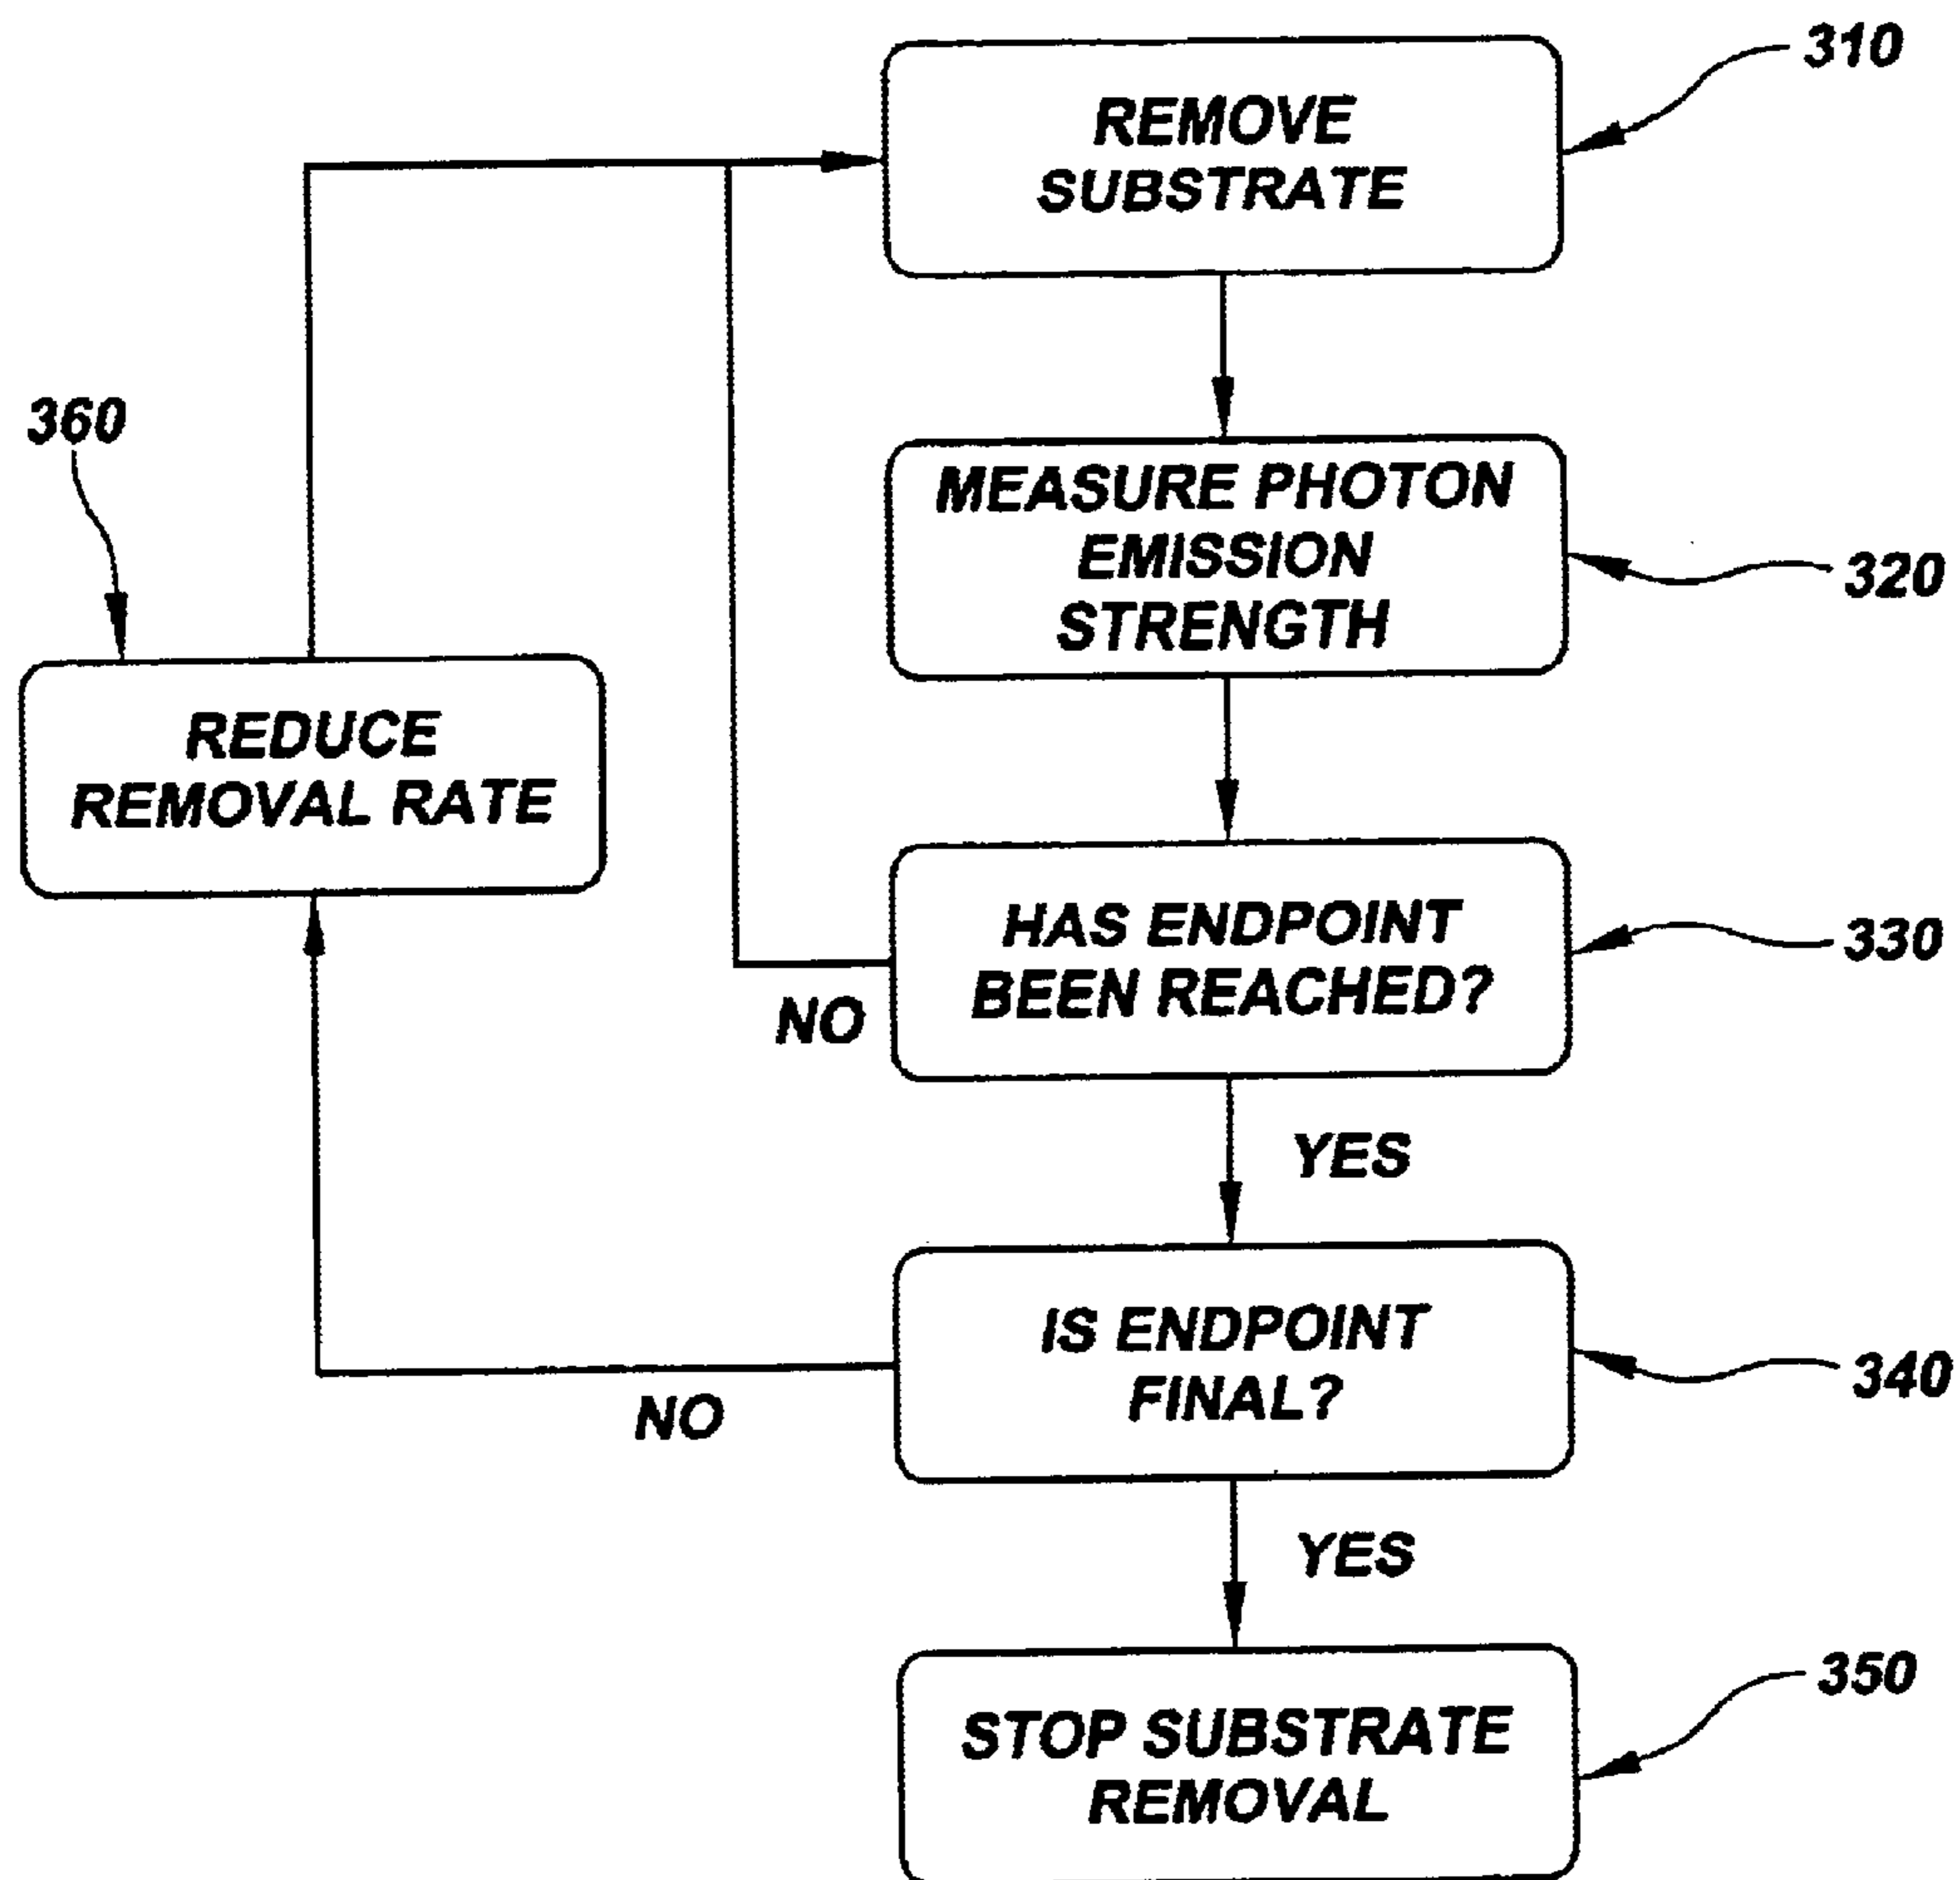 310
REMOVE
SUBSTRATE
360
MEASURE PHOTON
EMISSION
STRENGTH
320
REDUCE
REMOVAL RATE
HAS ENDPOINT
BEEN REACHED?
330
NO
YES
IS ENDPOINT
FINAL?
340
NO
YES
STOP SUBSTRATE
REMOVAL
350